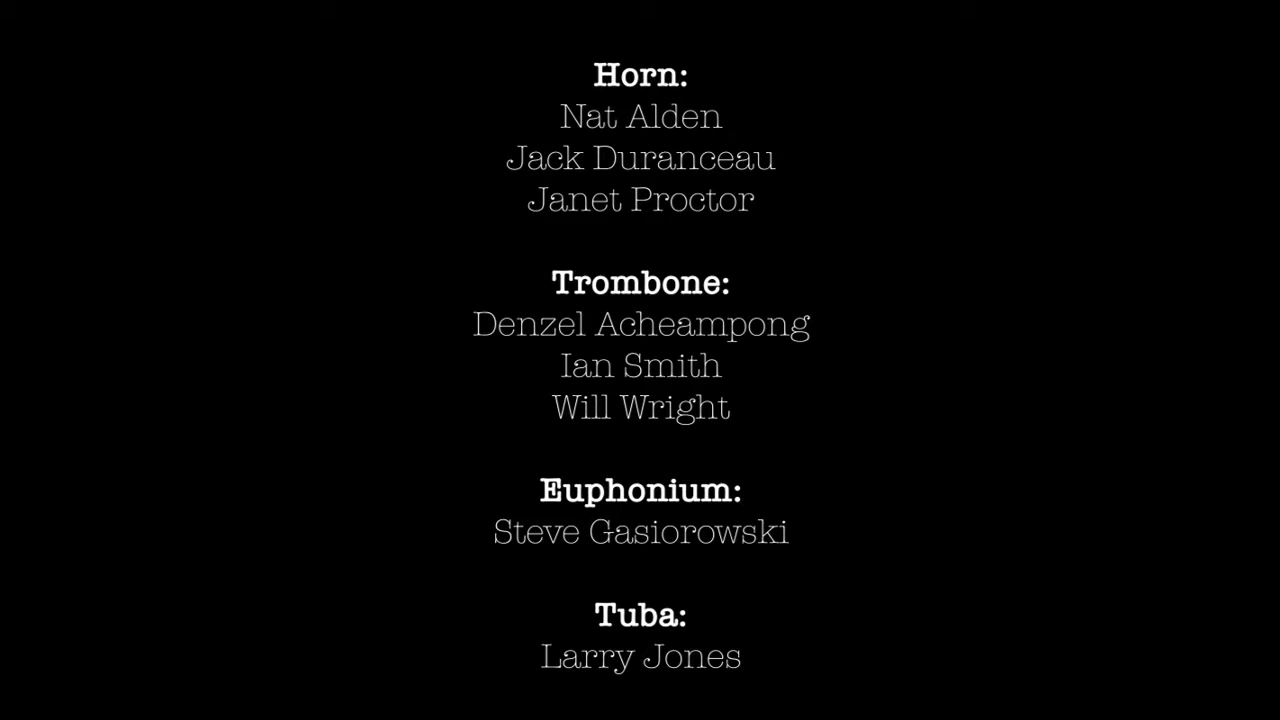 Horn:
Nat Alden
Jack Duranceau
Janet Proctor
Trombone:
Denzel Acheampong
Ian Smith
Will Wright
Euphonium:
Steve Gasiorowski
Tuba:
Larry Jones